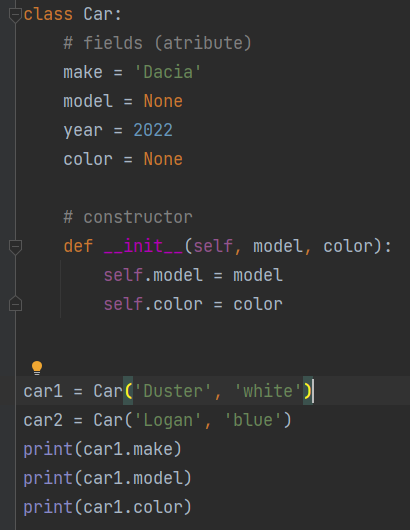 class Car:
    # fields (atribute)
    make = 'Dacia'
    model = None
    year = 2022
    color = None

    # constructor
    def __init__(self, model, color):
        self.model = model
        self.color = color


car1 = Car('Duster', 'white')
car2 = Car('Logan', 'blue')
print(car1.make)
print(car1.model)
print(car1.color)